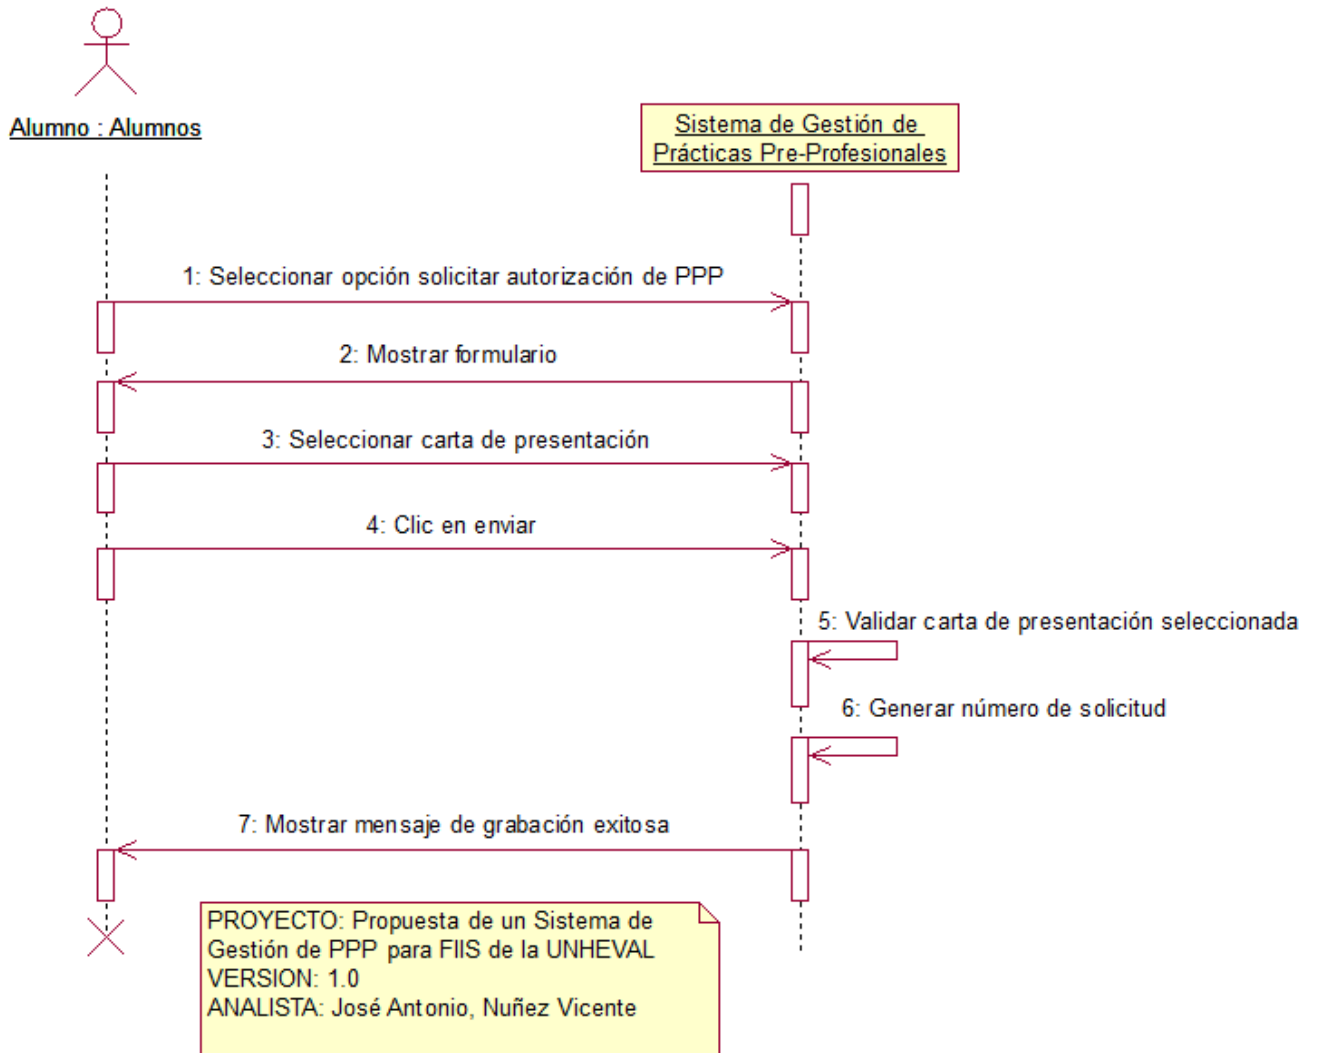 Alumno : Alumnos
Sistema de Gestión de
Prácticas Pre-Profesionales
1: Seleccionar opción solicitar autorización de PPP
2: Mostrar formulario
3: Seleccionar carta de presentación
4: Clic en enviar
5: Validar carta de presentación seleccionada
6: Generar número de solicitud
7: Mostrar mensaje de grabación exitosa
PROYECTO: Propuesta de un Sistema de
Gestión de PPP para FIIS de la UNHEVAL
VERSION: 1.0
ANALISTA: José Antonio, Nuñez Vicente